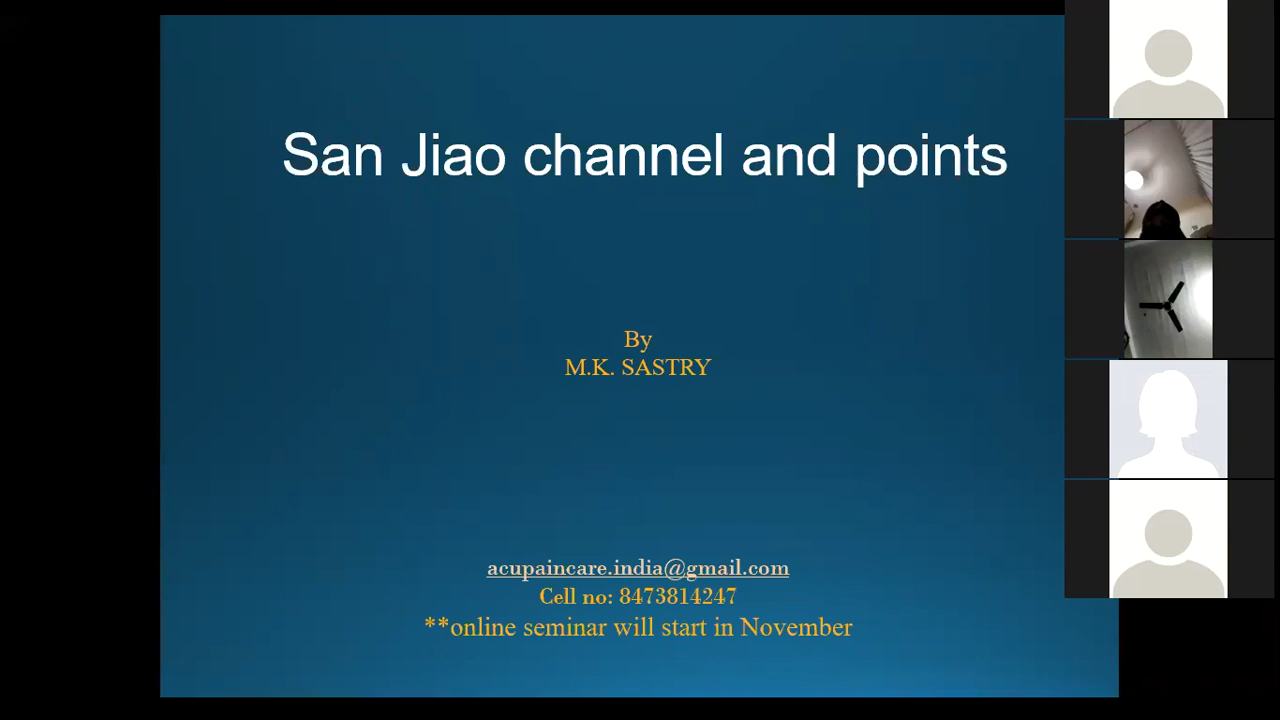 San Jiao channel and points
By
M.K. SASTRY
acupaincare.india@gmail.com
Cell no: 8473814247
**online seminar will start in November